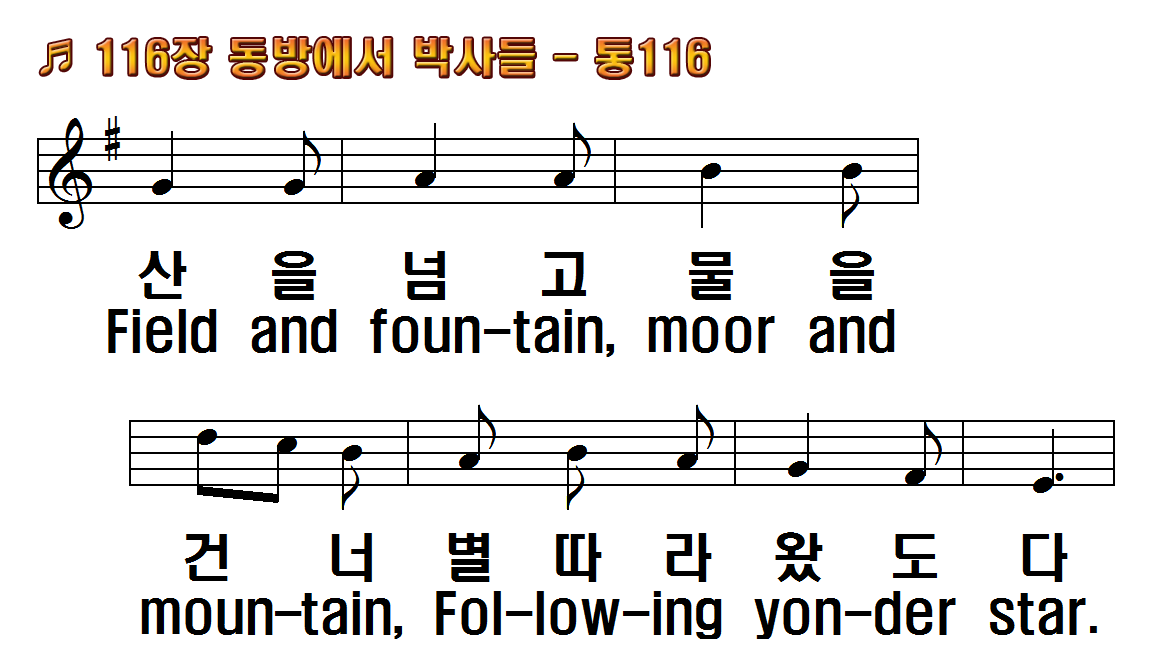 ♬ 116장 동방에서 박사들 - 통116
산 을 넘 고 물 을
Field and foun-tain, moor and
건 너 별 따 라 왔 도 다
moun-tain, Fol-low-ing yon-der star.